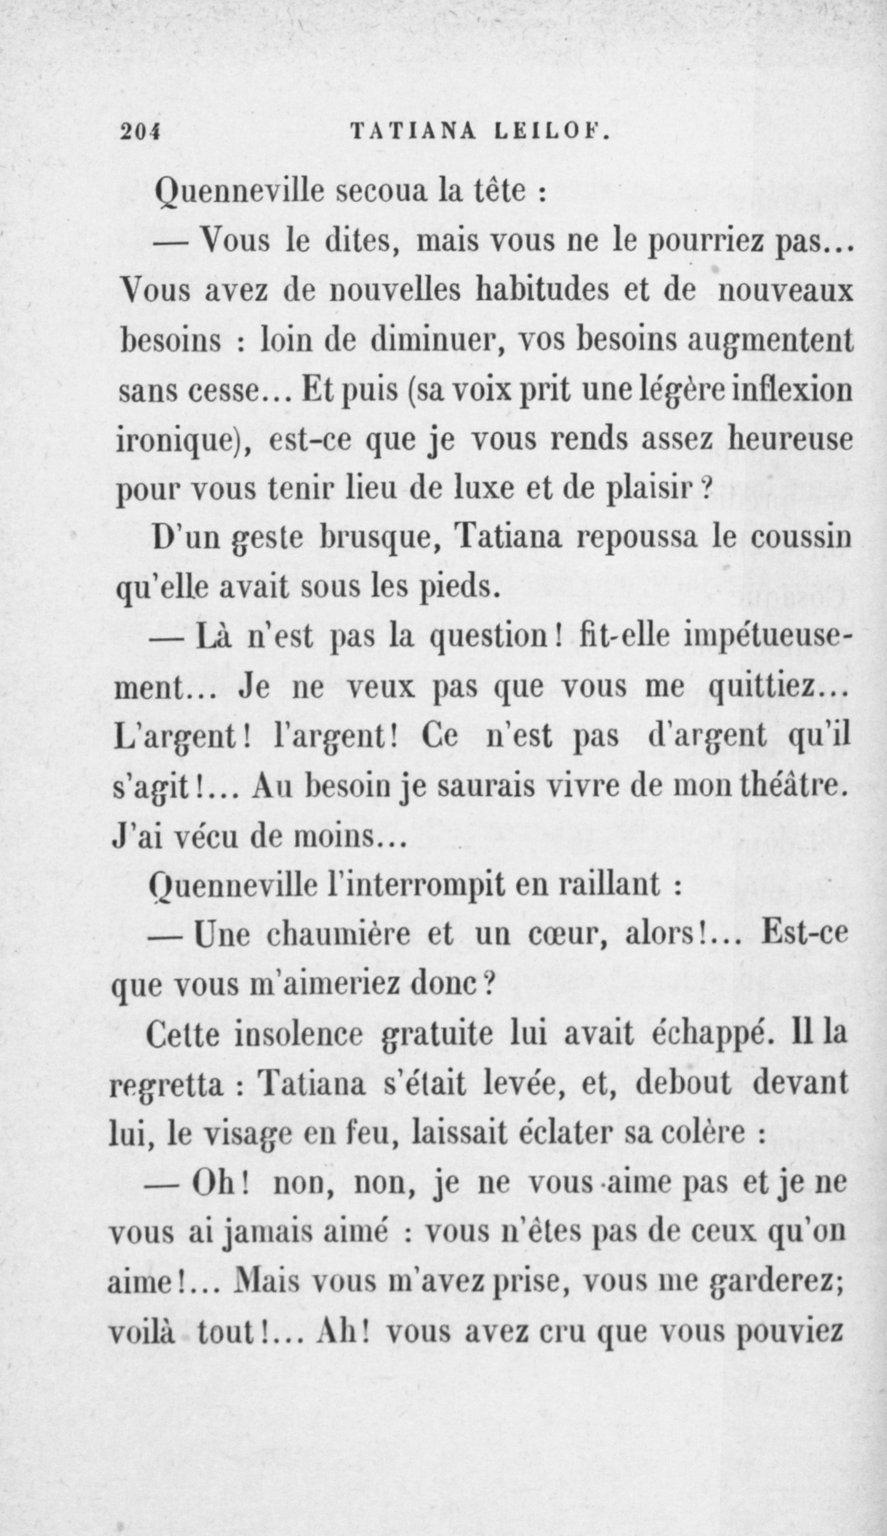 204 TATIANA LEILOF.
Quenneville secoua la tête :
— Vous le dites, mais vous ne le pourriez pas...
Vous avez de nouvelles habitudes et de nouveaux
besoins : loin de diminuer, vos besoins augmentent
sans cesse... Et puis (sa voix prit une légère inflexion
ironique), est-ce que je vous rends assez heureuse
pour vous tenir lieu de luxe et de plaisir ?
D'un geste brusque, Tatiana repoussa le coussin
qu'elle avait sous les pieds.
— Là n'est pas la question ! fit-elle impétueuse-
ment... Je ne veux pas que vous me quittiez...
L'argent ! l'argent ! Ce n'est pas d'argent qu'il
s'agit !... Au besoin je saurais vivre de mon théâtre.
J'ai vécu de moins...
Quenneville l'interrompit en raillant :
— Une chaumière et un cœur, alors !... Est-ce
que vous m'aimeriez donc ?
Cette insolence gratuite lui avait échappé. Il la
regretta : Tatiana s'était levée, et, debout devant
lui, le visage en feu, laissait éclater sa colère :
— Oh ! non, non, je ne vous aime pas et je ne
vous ai jamais aimé : vous n'êtes pas de ceux qu'on
aime !... Mais vous m'avez prise, vous me garderez;
voilà tout !... Ah ! vous avez cru que vous pouviez